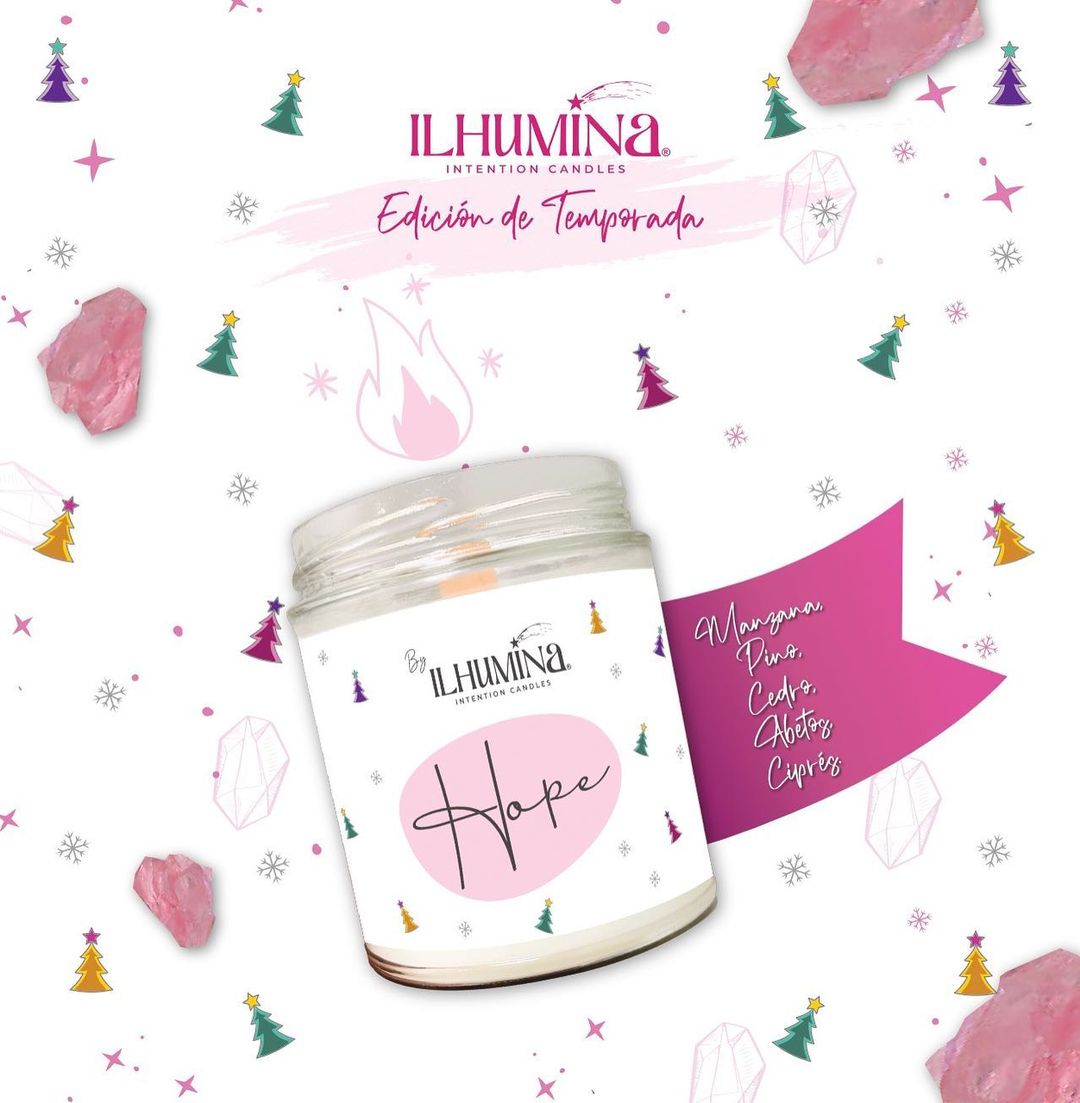 ILHUMINA®
INTENTION CANDLES
Edición de Temporada
By ILHUMINA®
INTENTION CANDLES
Hope
Manzana,
Pino,
Cedro,
Abetos,
Ciprés.